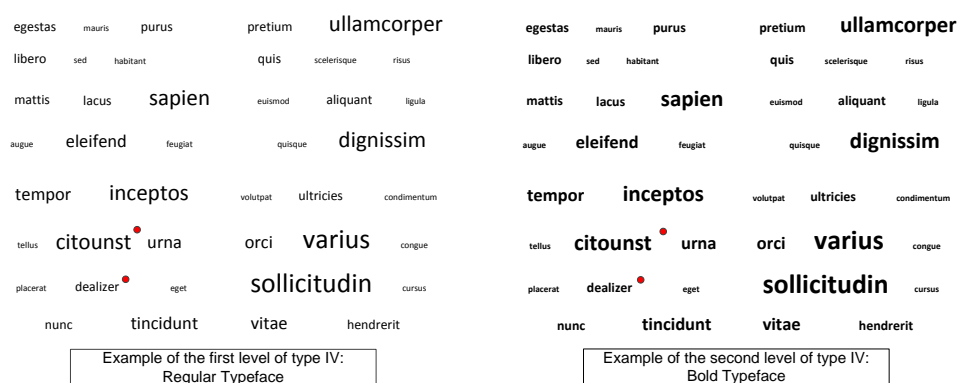 egestas mauris purus pretium ullamcorper
libero sed habitant quis scelerisque risus
mattis lacus sapien euismod aliquant ligula
augue eleifend feugiat quisque dignissim
tempor inceptos volutpat ultricies condimentum
tellus citounst urna orci varius congue
placerat dealizer eget sollicitudin cursus
nunc tincidunt vitae hendrerit
Example of the first level of type IV:
Regular Typeface
egestas mauris purus pretium ullamcorper
libero sed habitant quis scelerisque risus
mattis lacus sapien euismod aliquant ligula
augue eleifend feugiat quisque dignissim
tempor inceptos volutpat ultricies condimentum
tellus citounst urna orci varius congue
placerat dealizer eget sollicitudin cursus
nunc tincidunt vitae hendrerit
Example of the second level of type IV:
Bold Typeface